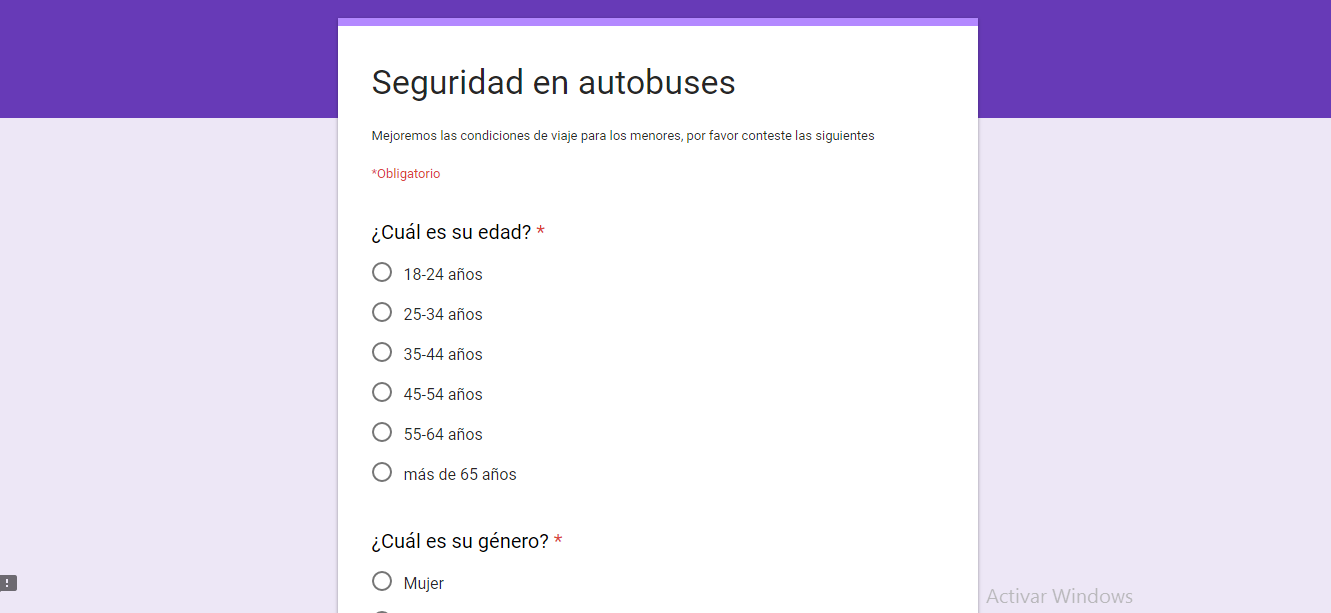 Seguridad en autobuses
Mejoremos las condiciones de viaje para los menores, por favor conteste las siguientes
*Obligatorio
¿Cuál es su edad? *
18-24 años
25-34 años
35-44 años
45-54 años
55-64 años
más de 65 años
¿Cuál es su género? *
Mujer
!
Activar Windows